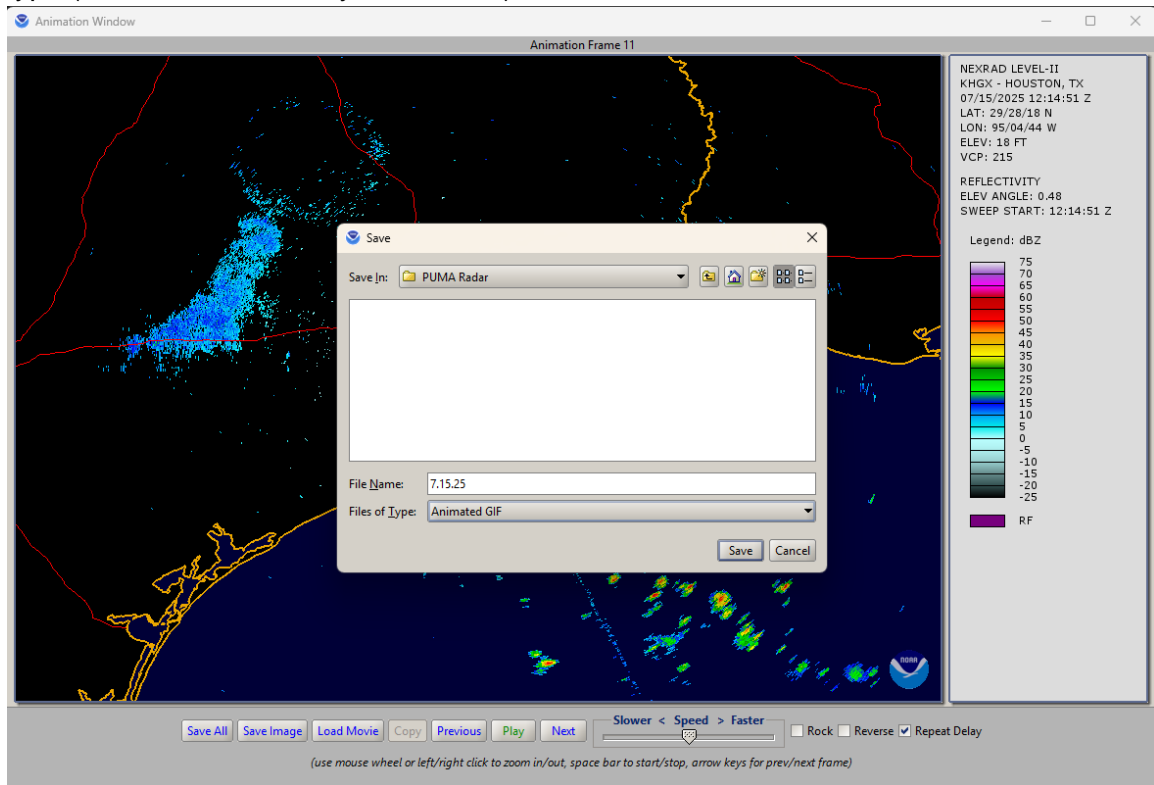 Animation Window
Animation Frame 11
NEXRAD LEVEL-II
KHGX - HOUSTON, TX
07/15/2025 12:14:51 Z
LAT: 29/28/18 N
LON: 95/04/44 W
ELEV: 18 FT
VCP: 215
REFLECTIVITY
ELEV ANGLE: 0.48
SWEEP START: 12:14:51 Z
Legend: dBZ
75
70
65
60
55
50
45
40
35
30
25
20
15
10
5
0
-5
-10
-15
-20
-25
RF
Save
Save In: PUMA Radar
File Name: 7.15.25
Files of Type: Animated GIF
Save Cancel
NOAA
Save All Save Image Load Movie Copy Previous Play Next Slower < Speed > Faster Rock Reverse Repeat Delay
(use mouse wheel or left/right click to zoom in/out, space bar to start/stop, arrow keys for prev/next frame)